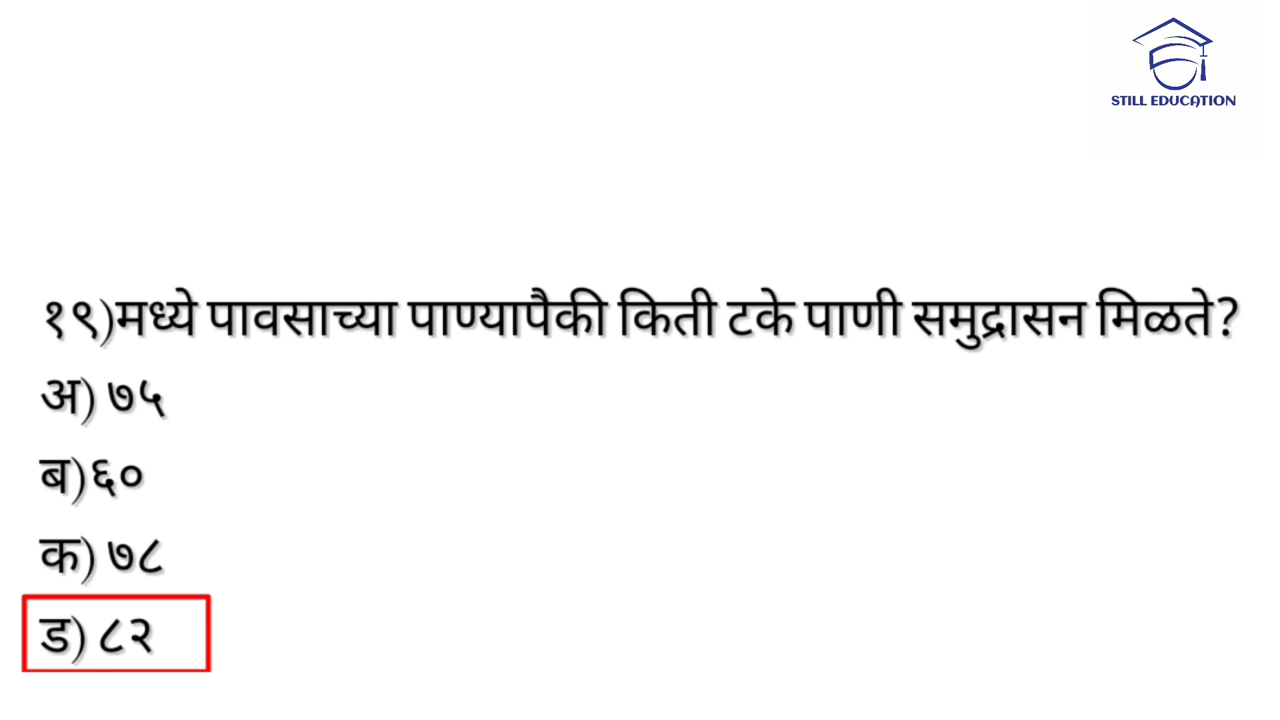 STILL EDUCATION
१९)मध्ये पावसाच्या पाण्यापैकी किती टके पाणी समुद्रासन मिळते?
अ) ७५
ब)६०
क) ७८
ड) ८२